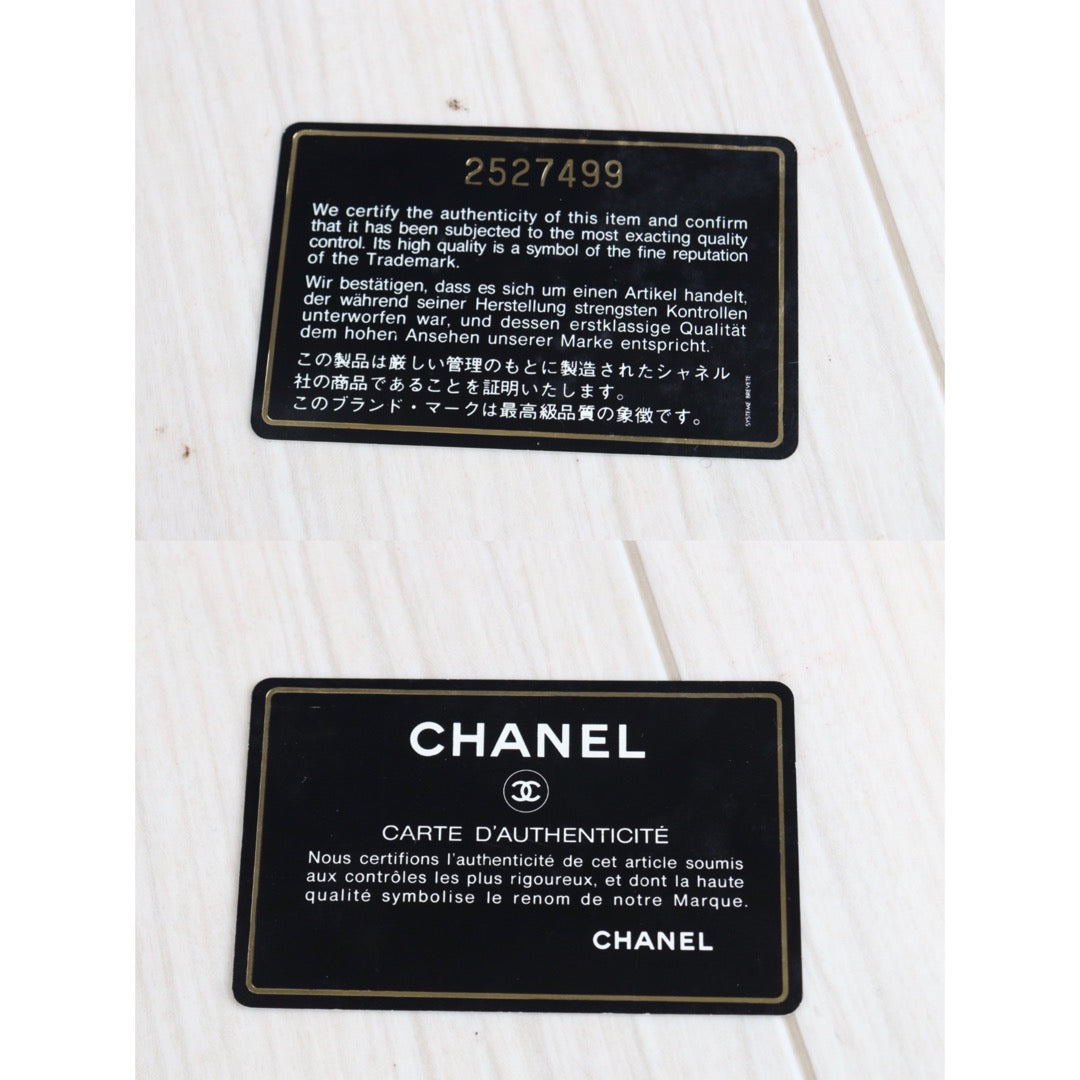 2527499
We certify the authenticity of this item and confirm
that it has been subjected to the most exacting quality
control. Its high quality is a symbol of the fine reputation
of the Trademark.
Wir bestätigen, dass es sich um einen Artikel handelt,
der während seiner Herstellung strengsten Kontrollen
unterworfen war, und dessen erstklassige Qualität
dem hohen Ansehen unserer Marke entspricht.
この製品は厳しい管理のもとに製造されたシャネル
社の商品であることを証明いたします。
このブランド・マークは最高級品質の象徴です。
SYSTEME BREVETE
CHANEL
CARTE D'AUTHENTICITÉ
Nous certifions l'authenticité de cet article soumis
aux contrôles les plus rigoureux, et dont la haute
qualité symbolise le renom de notre Marque.
CHANEL